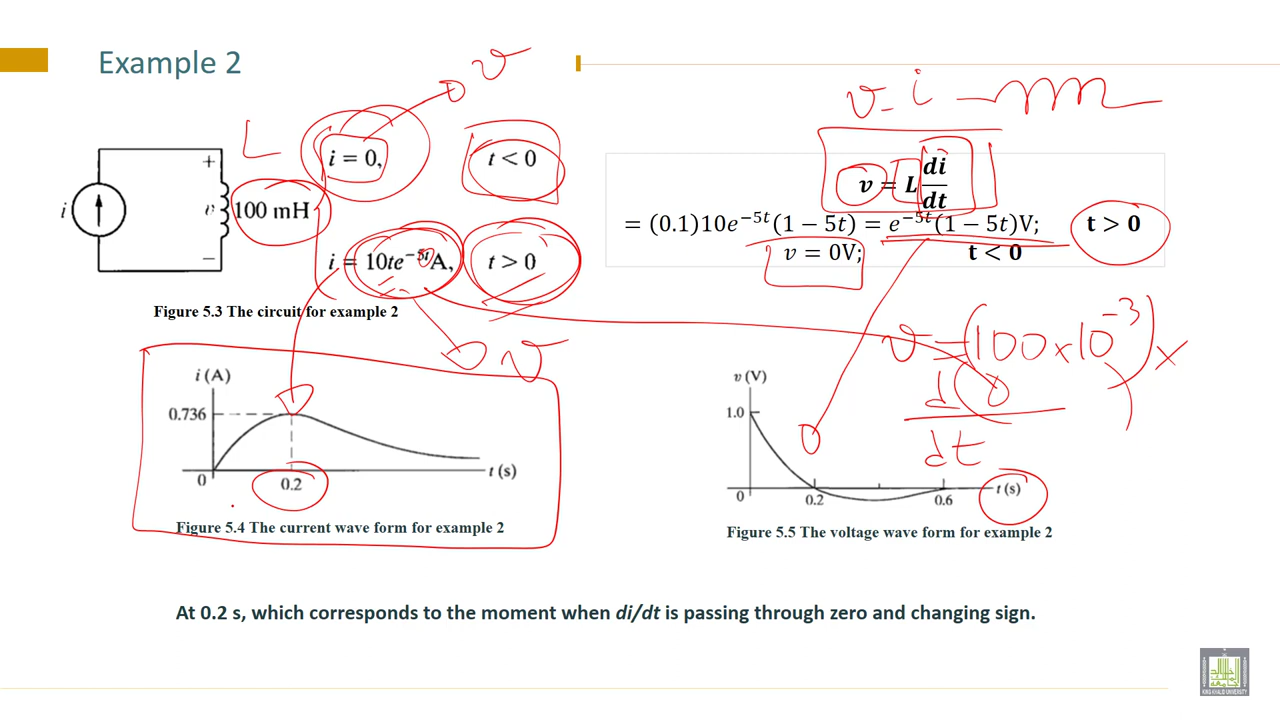 Example 2
v
v - i
L
i = 0,
t < 0
+
i
v
100 mH
–
v = L di/dt
= (0.1)10e⁻⁵ᵗ(1 − 5t) = e⁻⁵ᵗ(1 − 5t)V;
t > 0
v = 0V;
t < 0
i = 10te⁻⁵ᵗA,
t > 0
Figure 5.3 The circuit for example 2
v
v = (100 × 10⁻³) ×
d
dt
i (A)
0.736
0
0.2
t (s)
Figure 5.4 The current wave form for example 2
v (V)
1.0
0
0.2
0.6
t (s)
Figure 5.5 The voltage wave form for example 2
At 0.2 s, which corresponds to the moment when di/dt is passing through zero and changing sign.
KING KHALID UNIVERSITY